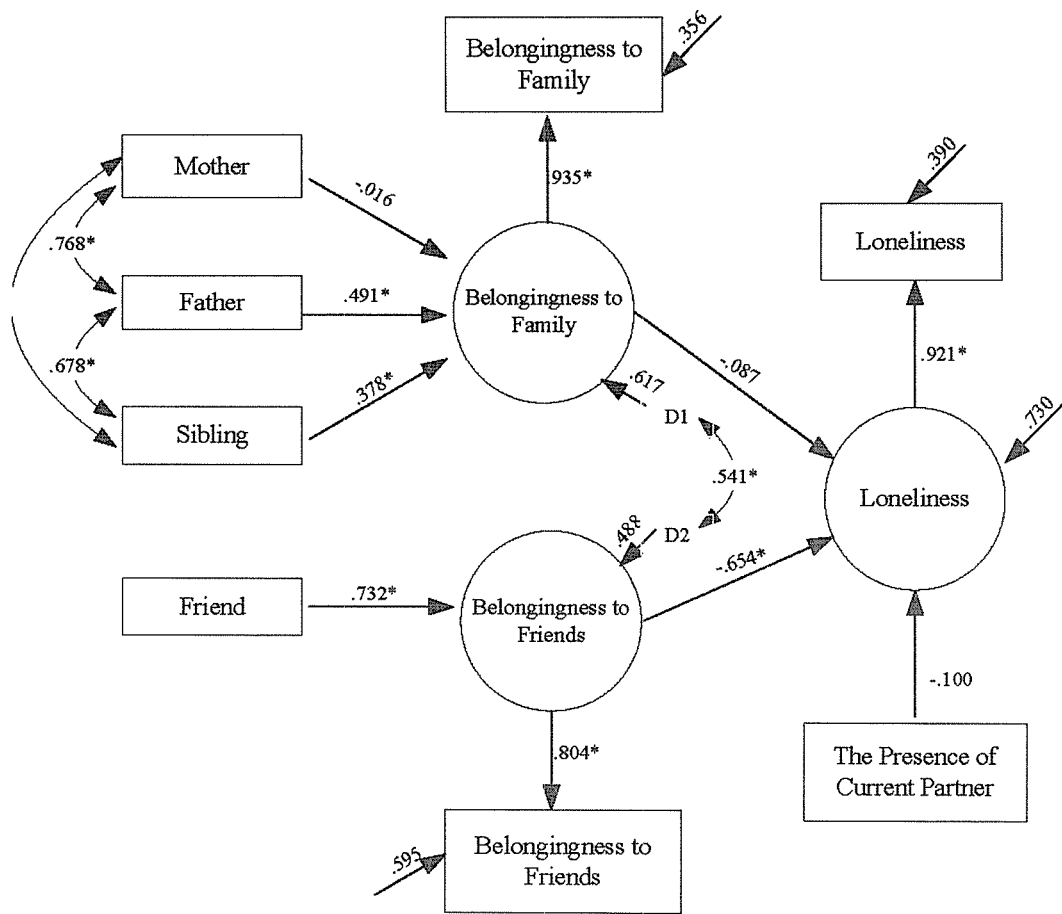 Belongingness to
Family
.356
Mother
-.016
.935*
.390
Loneliness
.768*
Father
.491*
Belongingness to
Family
.921*
.678*
.378*
-.087
.617
D1
Sibling
.730
.541*
Loneliness
.488
D2
-.654*
Friend
.732*
Belongingness to
Friends
-.100
.804*
The Presence of
Current Partner
.595
Belongingness to
Friends